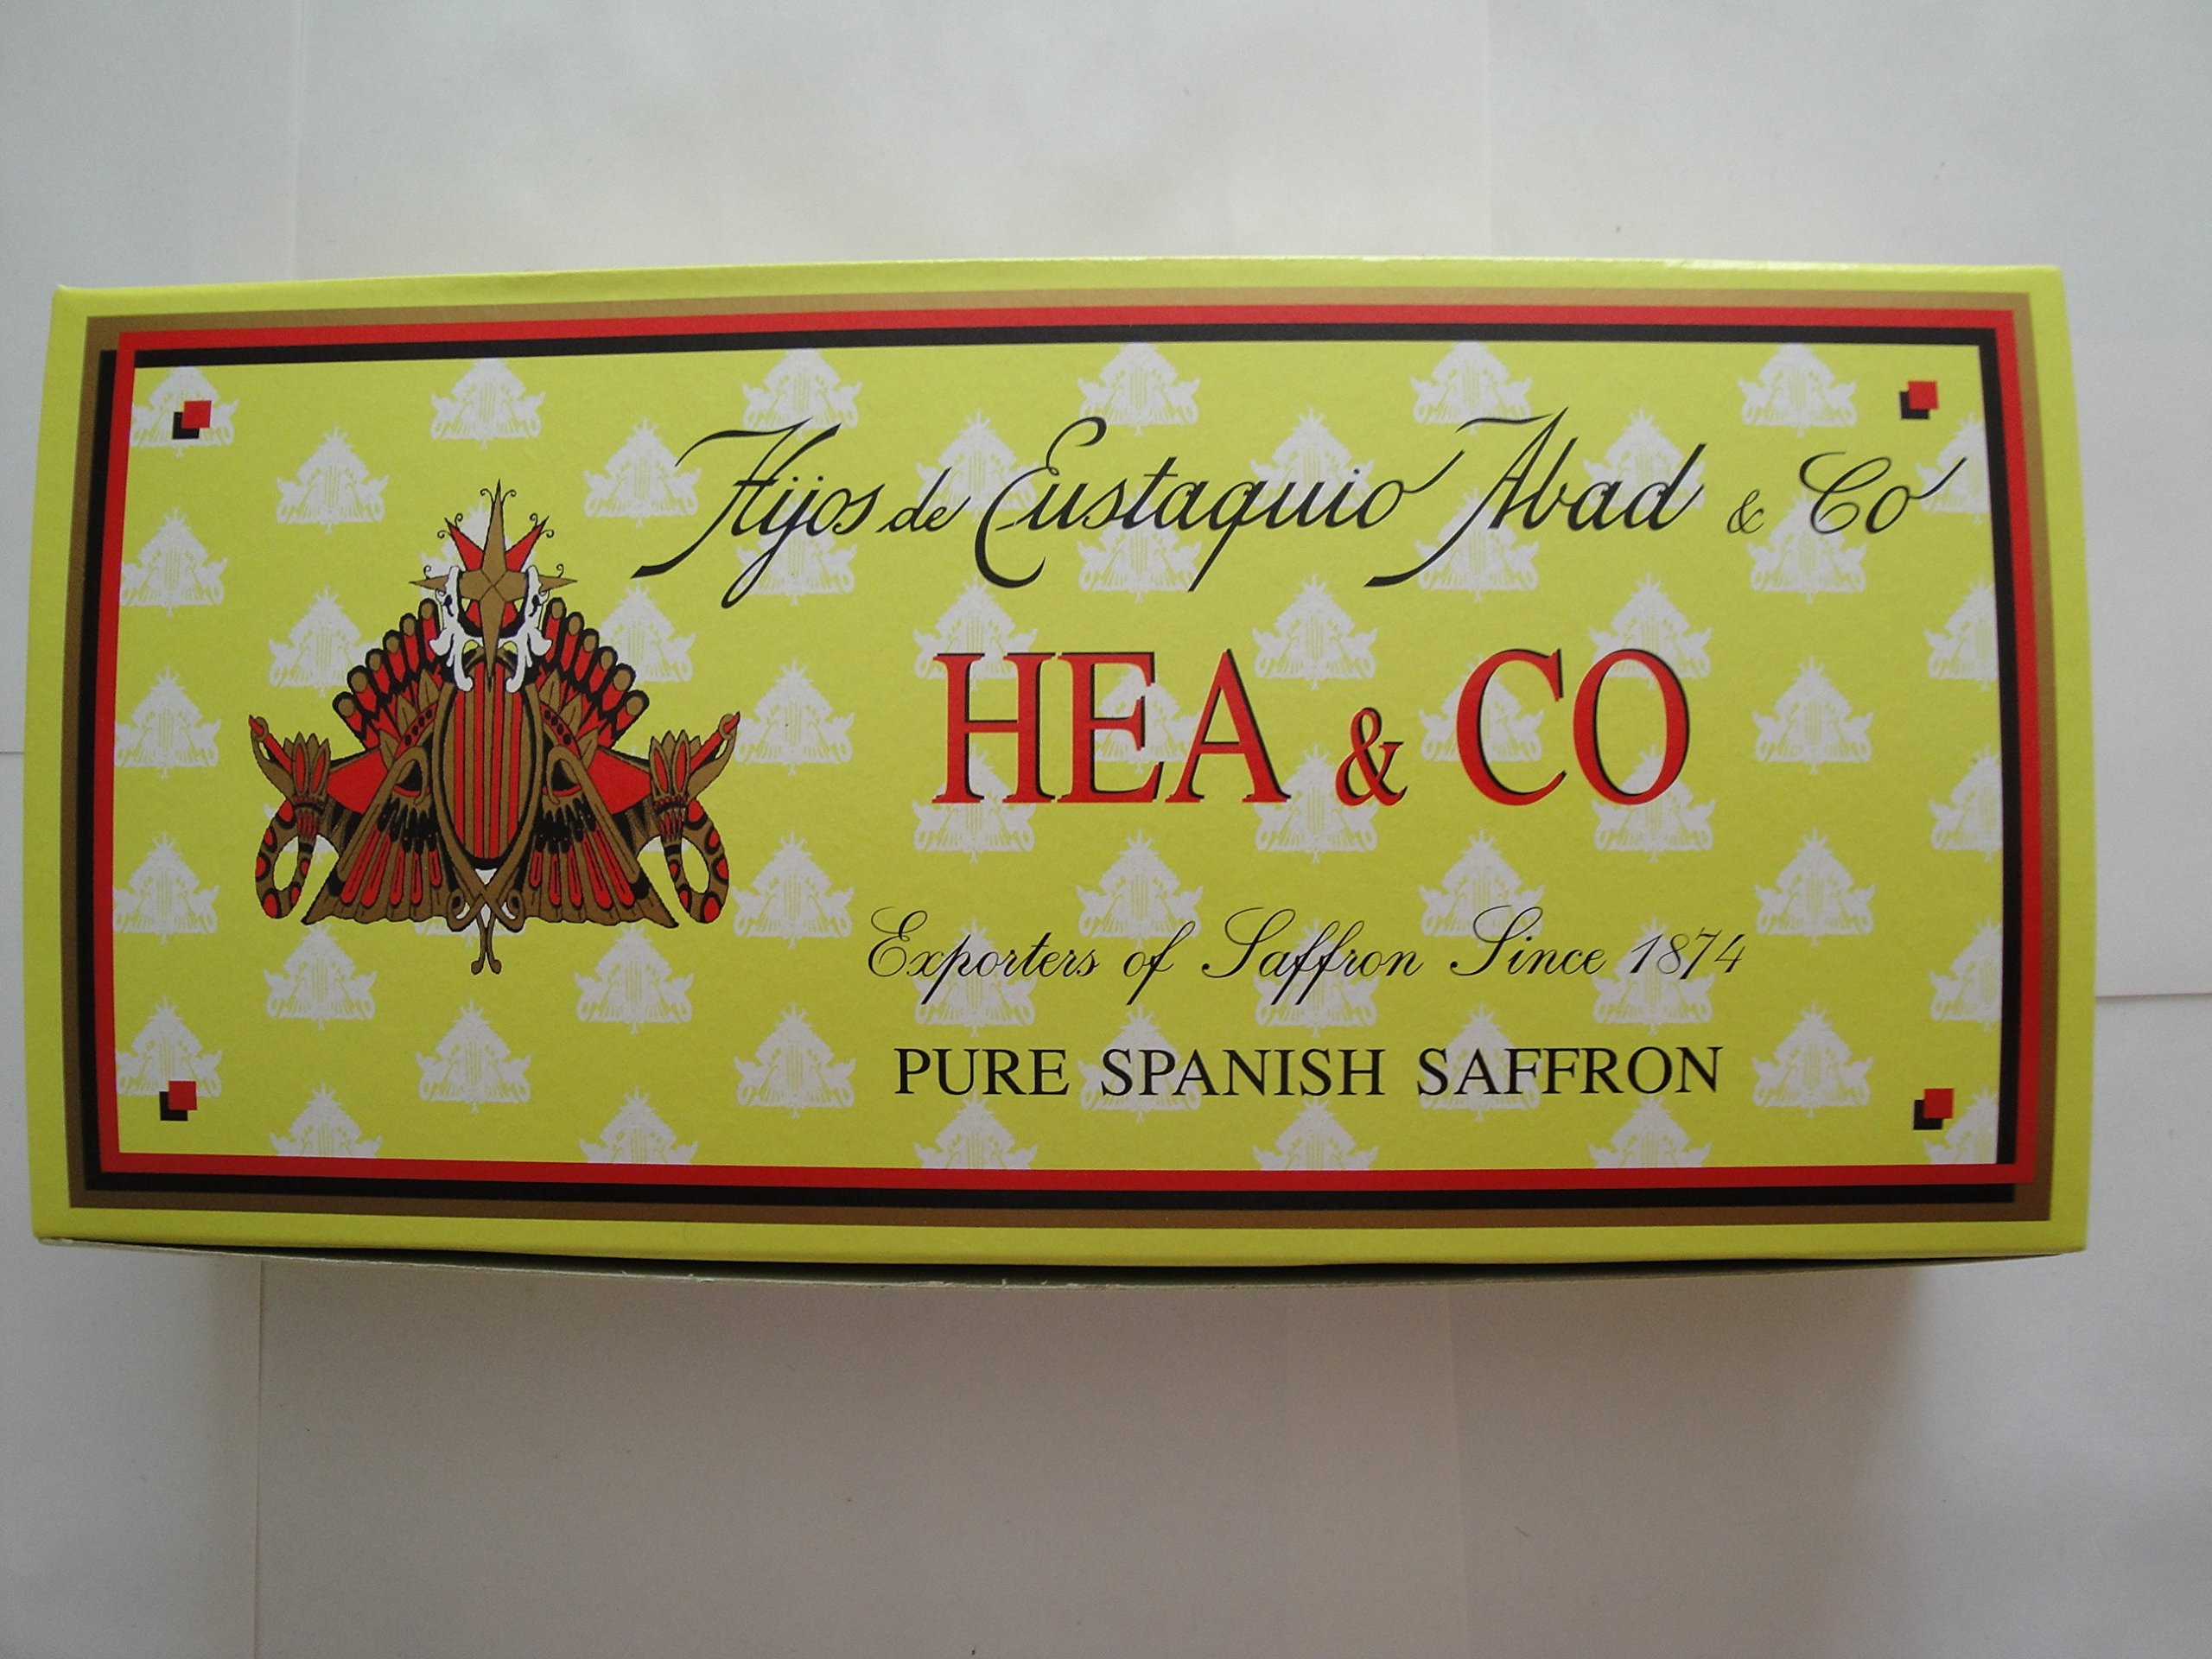 Hijos de Eustaquio Abad & Co
HEA & CO
Exporters of Saffron Since 1874
PURE SPANISH SAFFRON